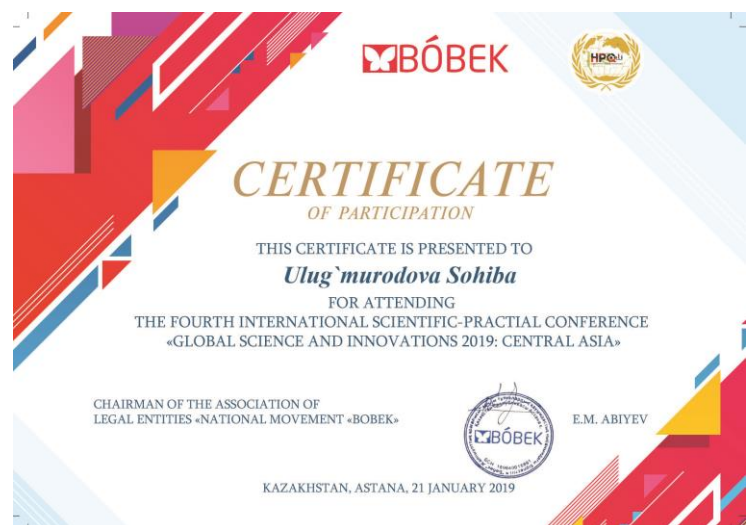 BÓBEK
HPQ
CERTIFICATE
OF PARTICIPATION
THIS CERTIFICATE IS PRESENTED TO
Ulug`murodova Sohiba
FOR ATTENDING
THE FOURTH INTERNATIONAL SCIENTIFIC-PRACTIAL CONFERENCE
«GLOBAL SCIENCE AND INNOVATIONS 2019: CENTRAL ASIA»
CHAIRMAN OF THE ASSOCIATION OF
LEGAL ENTITIES «NATIONAL MOVEMENT «BOBEK»
BÓBEK
E.M. ABIYEV
KAZAKHSTAN, ASTANA, 21 JANUARY 2019